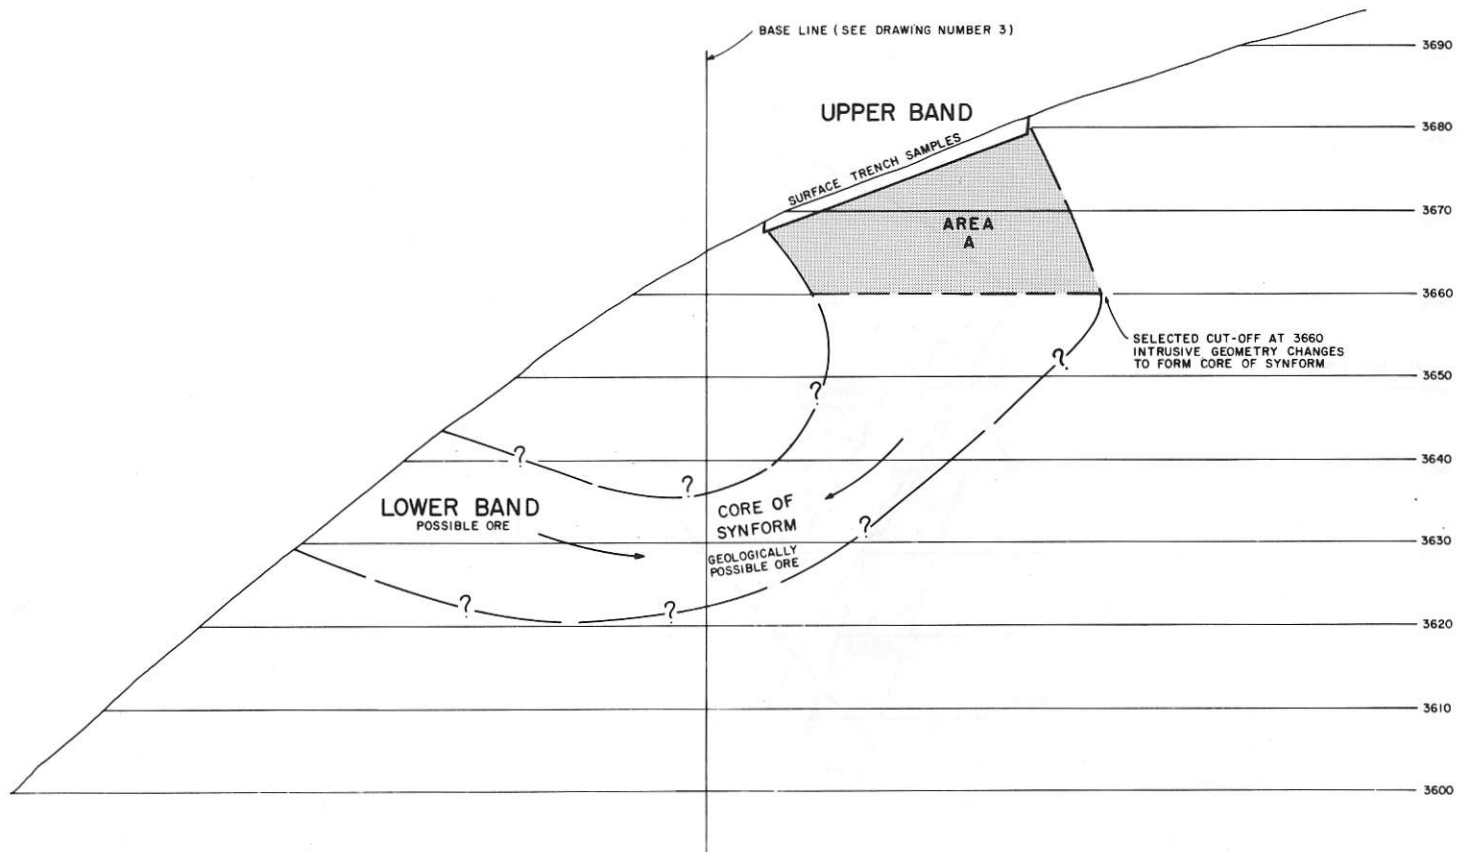 BASE LINE (SEE DRAWING NUMBER 3)
3690
UPPER BAND
3680
SURFACE TRENCH SAMPLES
3670
AREA
A
3660
SELECTED CUT-OFF AT 3660
INTRUSIVE GEOMETRY CHANGES
TO FORM CORE OF SYNFORM
?
3650
?
?
3640
?
LOWER BAND
POSSIBLE ORE
CORE OF
SYNFORM
?
3630
GEOLOGICALLY
POSSIBLE ORE
?
?
3620
3610
3600